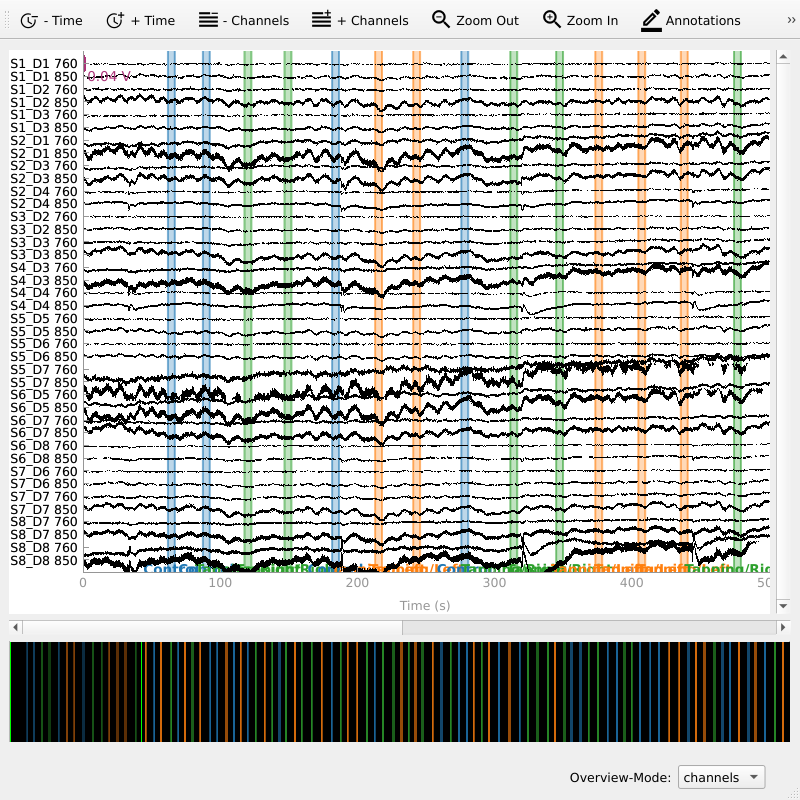 - Time + Time - Channels + Channels Zoom Out Zoom In Annotations »
S1_D1 760
0.04 V
S1_D1 850
S1_D2 760
S1_D2 850
S1_D3 760
S1_D3 850
S2_D1 760
S2_D1 850
S2_D3 760
S2_D3 850
S2_D4 760
S2_D4 850
S3_D2 760
S3_D2 850
S3_D3 760
S3_D3 850
S4_D3 760
S4_D3 850
S4_D4 760
S4_D4 850
S5_D5 760
S5_D5 850
S5_D6 760
S5_D6 850
S5_D7 760
S5_D7 850
S6_D5 760
S6_D5 850
S6_D7 760
S6_D7 850
S6_D8 760
S6_D8 850
S7_D6 760
S7_D6 850
S7_D7 760
S7_D7 850
S8_D7 760
S8_D7 850
S8_D8 760
S8_D8 850
0 100 200 300 400
Time (s)
Overview-Mode: channels